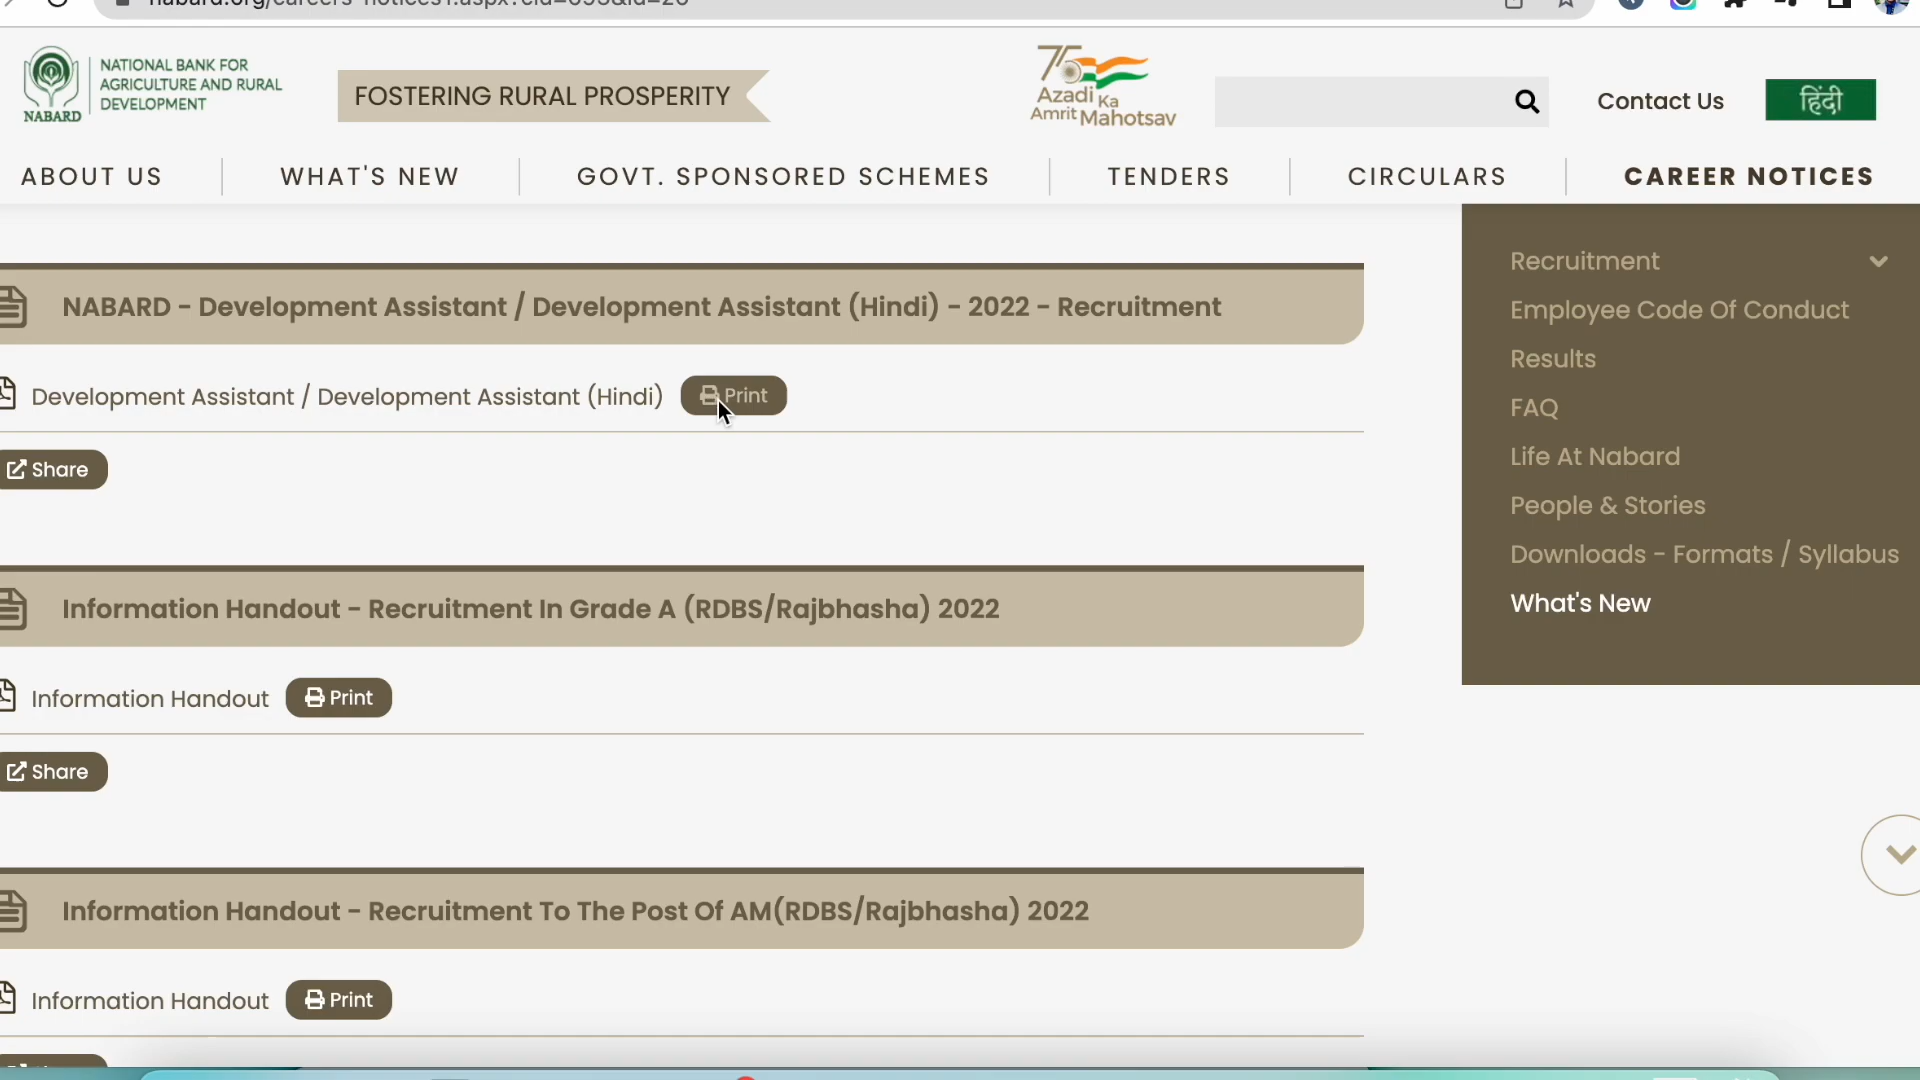 NATIONAL BANK FOR
AGRICULTURE AND RURAL
DEVELOPMENT
NABARD
FOSTERING RURAL PROSPERITY
75
Azadi Ka
Amrit Mahotsav
Contact Us
हिंदी
ABOUT US
WHAT'S NEW
GOVT. SPONSORED SCHEMES
TENDERS
CIRCULARS
CAREER NOTICES
NABARD - Development Assistant / Development Assistant (Hindi) - 2022 - Recruitment
Development Assistant / Development Assistant (Hindi)
Print
Share
Information Handout - Recruitment In Grade A (RDBS/Rajbhasha) 2022
Information Handout
Print
Share
Information Handout - Recruitment To The Post Of AM(RDBS/Rajbhasha) 2022
Information Handout
Print
Recruitment
Employee Code Of Conduct
Results
FAQ
Life At Nabard
People & Stories
Downloads - Formats / Syllabus
What's New